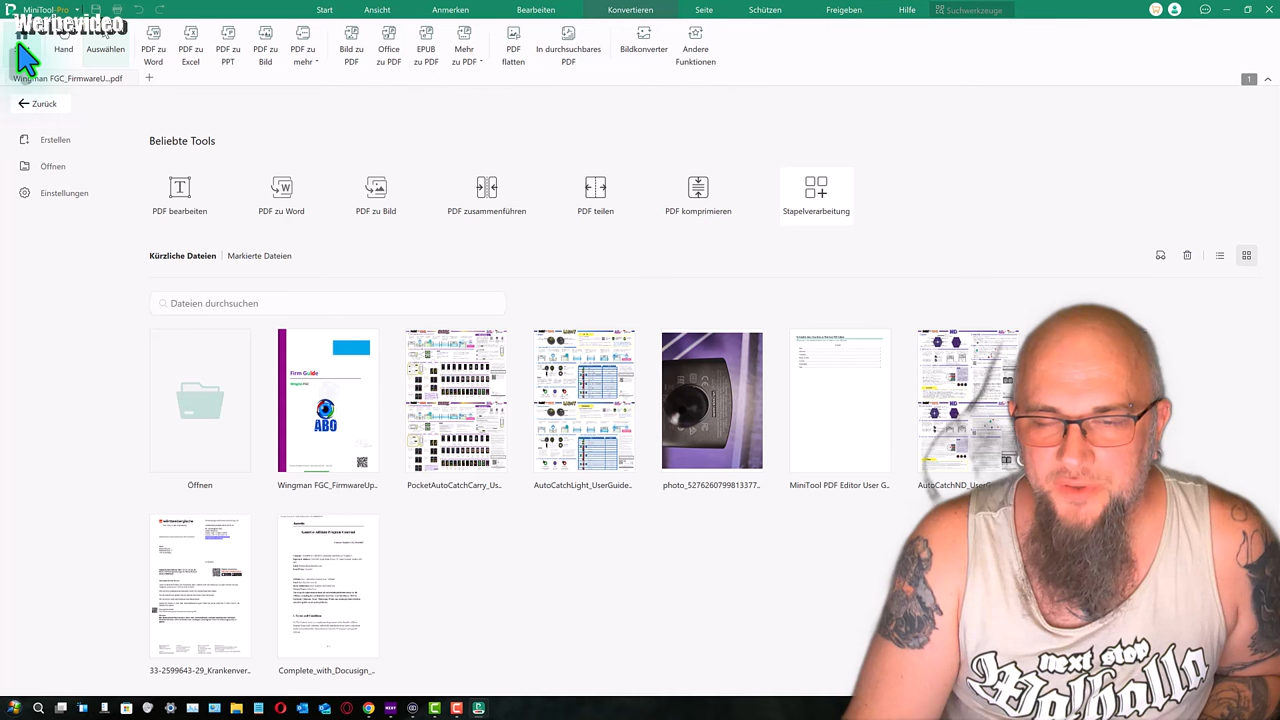 Werbevideo
MiniTool-Pro
Start Ansicht Anmerken Bearbeiten Konvertieren Seite Schützen Freigeben Hilfe Suchwerkzeuge
Hand
Auswählen
PDF zu Word
PDF zu Excel
PDF zu PPT
PDF zu Bild
PDF zu mehr
Bild zu PDF
Office zu PDF
EPUB zu PDF
Mehr zu PDF
PDF flatten
In durchsuchbares PDF
Bildkonverter
Andere Funktionen
Wingman FGC_FirmwareU...pdf
1
Zurück
Erstellen
Öffnen
Einstellungen
Beliebte Tools
PDF bearbeiten
PDF zu Word
PDF zu Bild
PDF zusammenführen
PDF teilen
PDF komprimieren
Stapelverarbeitung
Kürzliche Dateien
Markierte Dateien
Dateien durchsuchen
Firm Guide
ABO
Öffnen
Wingman FGC_FirmwareUp..
PocketAutoCatchCarry_Us..
AutoCatchLight_UserGuide..
photo_5276260799813377..
MiniTool PDF Editor User G..
AutoCatchND_UserG
33-2599643-29_Krankenver..
Complete_with_Docusign_..
next stop
Walhalla